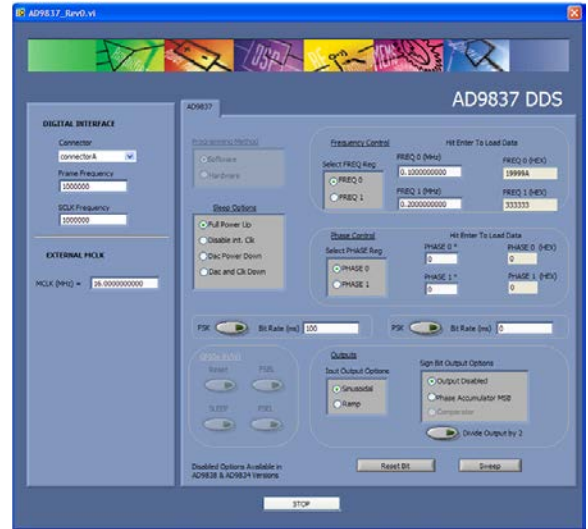 AD9837_Rev0.vi
DSP
RF
AD9837 DDS
AD9837
DIGITAL INTERFACE
Connector
connectorA
Frame Frequency
1000000
SCLK Frequency
1000000
EXTERNAL MCLK
MCLK (MHz) = 16.0000000000
Programming Method
Software
Hardware
Sleep Options
Full Power Up
Disable int. Clk
Dac Power Down
Dac and Clk Down
Frequency Control
Hit Enter To Load Data
Select FREQ Reg
FREQ 0
FREQ 1
FREQ 0 (MHz)
0.1000000000
FREQ 0 (HEX)
19999A
FREQ 1 (MHz)
0.2000000000
FREQ 1 (HEX)
333333
Phase Control
Hit Enter To Load Data
Select PHASE Reg
PHASE 0
PHASE 1
PHASE 0 °
0
PHASE 0 (HEX)
0
PHASE 1 °
0
PHASE 1 (HEX)
0
FSK
Bit Rate (ns) 100
PSK
Bit Rate (ns) 0
Reset
PSEL
SLEEP
FSEL
Outputs
Iout Output Options
Sinusoidal
Ramp
Sign Bit Output Options
Output Disabled
Phase Accumulator MSB
Comparator
Divide Output by 2
Disabled Options Available in
AD9838 & AD9834 Versions
Reset Bit
Sweep
STOP